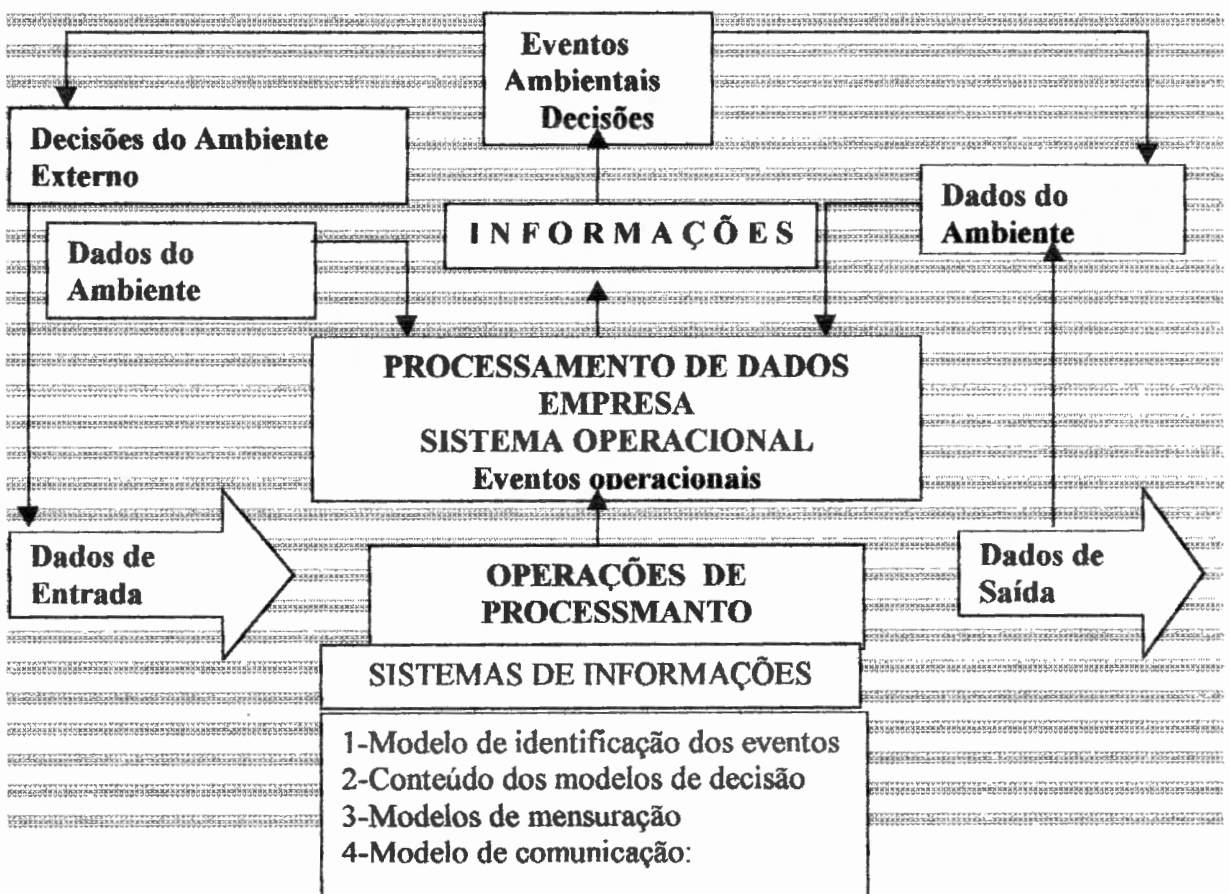 Eventos
Ambientais
Decisões
Decisões do Ambiente
Externo
Dados do
Ambiente
INFORMAÇÕES
Dados do
Ambiente
PROCESSAMENTO DE DADOS
EMPRESA
SISTEMA OPERACIONAL
Eventos operacionais
Dados de
Entrada
OPERAÇÕES DE
PROCESSMANTO
Dados de
Saída
SISTEMAS DE INFORMAÇÕES
1-Modelo de identificação dos eventos
2-Conteúdo dos modelos de decisão
3-Modelos de mensuração
4-Modelo de comunicação: